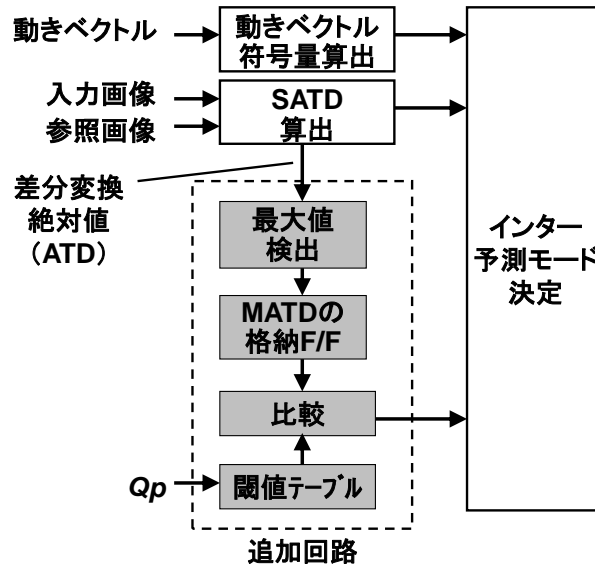 動きベクトル
動きベクトル
符号量算出
入力画像
参照画像
SATD
算出
差分変換
絶対値
（ATD）
最大値
検出
インター
予測モード
決定
MATDの
格納F/F
比較
Qp
閾値テーブル
追加回路